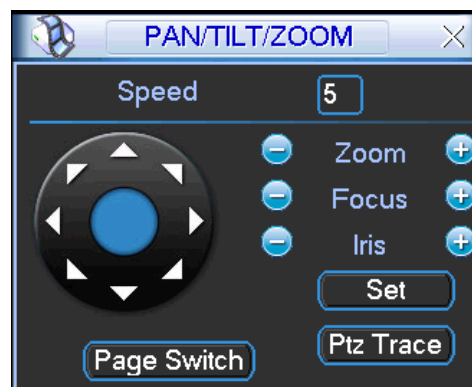 PAN/TILT/ZOOM
Speed 5
Zoom
Focus
Iris
Set
Ptz Trace
Page Switch